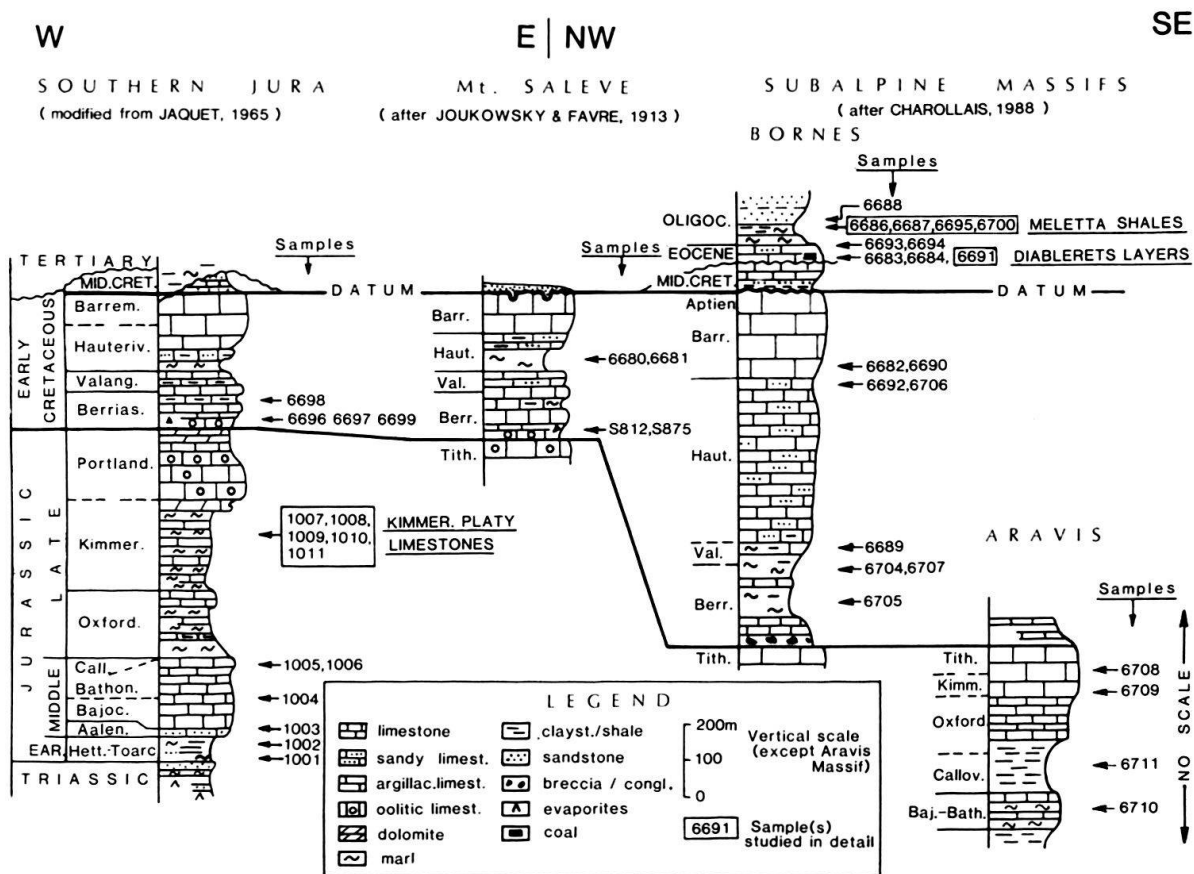 W E | NW SE
SOUTHERN JURA
( modified from JAQUET, 1965)
Mt. SALEVE
( after JOUKOWSKY & FAVRE, 1913 )
SUBALPINE MASSIFS
( after CHAROLLAIS, 1988 )
BORNES
Samples
OLIGOC.
6688
6686,6687,6695,6700 MELETTA SHALES
EOCENE
6693,6694
6683,6684, 6691 DIABLERETS LAYERS
MID.CRET.
Aptien
Barr.
6682,6690
6692,6706
Haut.
Val.
6689
6704,6707
Berr.
6705
Tith.
Samples
TERTIARY
MID.CRET.
DATUM
DATUM
EARLY CRETACEOUS
Barrem.
Hauteriv.
Valang.
Berrias.
6698
6696 6697 6699
JURASSIC
LATE
Portland.
Kimmer.
1007,1008,
1009,1010,
1011
KIMMER. PLATY
LIMESTONES
Oxford.
MIDDLE
Call.
1005,1006
Bathon.
1004
Bajoc.
Aalen.
1003
EAR.
Hett.-Toarc
1002
1001
TRIASSIC
Samples
Barr.
Haut.
6680,6681
Val.
Berr.
S812,S875
Tith.
ARAVIS
Samples
Tith.
6708
Kimm.
6709
Oxford
Callov.
6711
Baj.-Bath.
6710
NO SCALE
LEGEND
limestone
sandy limest.
argillac.limest.
oolitic limest.
dolomite
marl
clayst./shale
sandstone
breccia / congl.
evaporites
coal
200m
100
0
Vertical scale
(except Aravis
Massif)
6691 Sample(s)
studied in detail